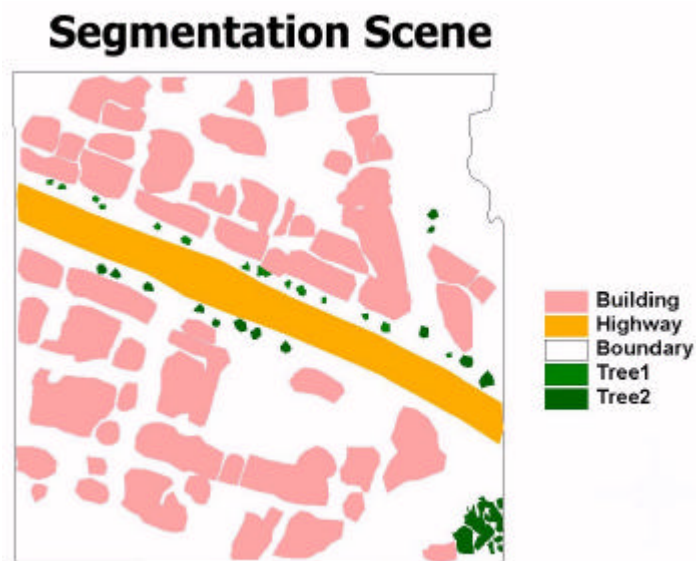 Segmentation Scene
Building
Highway
Boundary
Tree1
Tree2